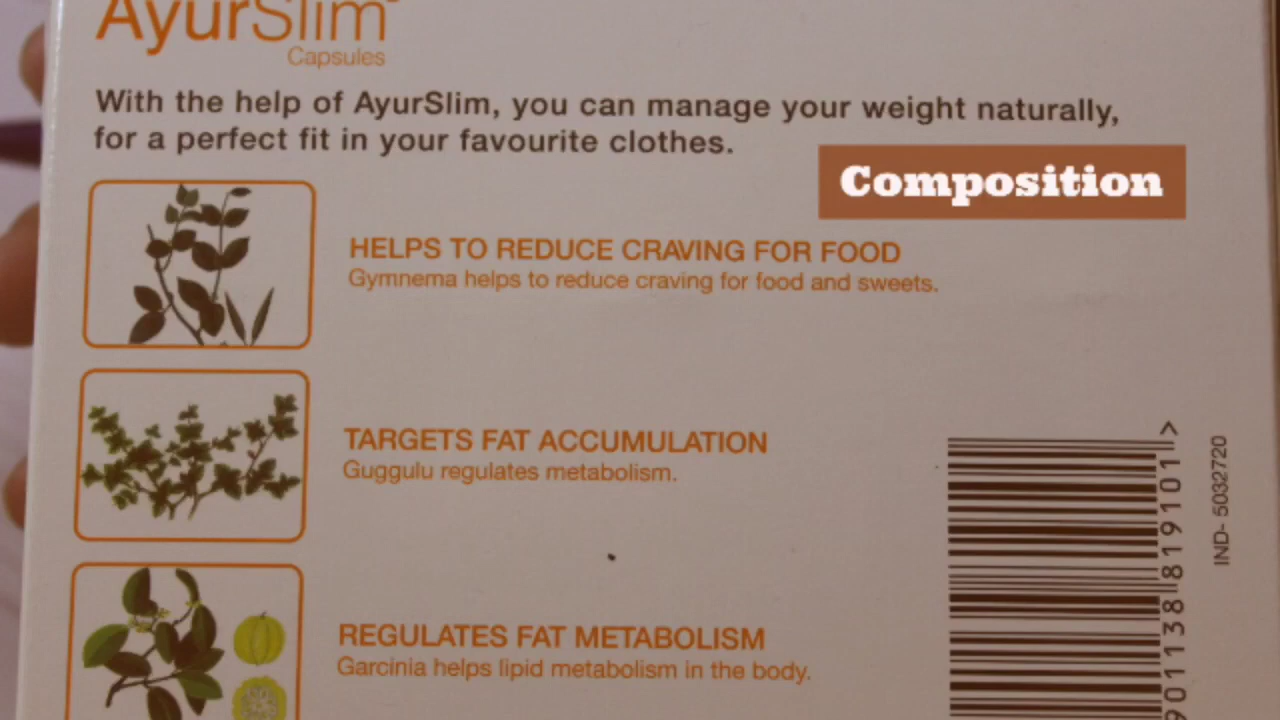 AyurSlim
Capsules
With the help of AyurSlim, you can manage your weight naturally,
for a perfect fit in your favourite clothes.
Composition
HELPS TO REDUCE CRAVING FOR FOOD
Gymnema helps to reduce craving for food and sweets.
TARGETS FAT ACCUMULATION
Guggulu regulates metabolism.
REGULATES FAT METABOLISM
Garcinia helps lipid metabolism in the body.
901138 819101 >
IND- 5032720